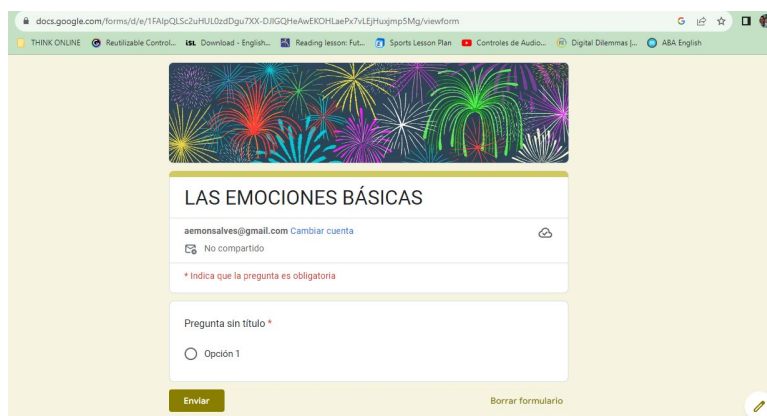 docs.google.com/forms/d/e/1FAIpQLSc2uHUL0zdDgu7XX-DJIGQHeAwEKOHLaePx7vLEjHuxjmp5Mg/viewform
THINK ONLINE Reutilizable Control... ISL Download - English... Reading lesson: Fut... Sports Lesson Plan Controles de Audio... Digital Dilemmas |... ABA English
LAS EMOCIONES BÁSICAS
aemonsalves@gmail.com Cambiar cuenta
No compartido
* Indica que la pregunta es obligatoria
Pregunta sin título *
Opción 1
Enviar Borrar formulario